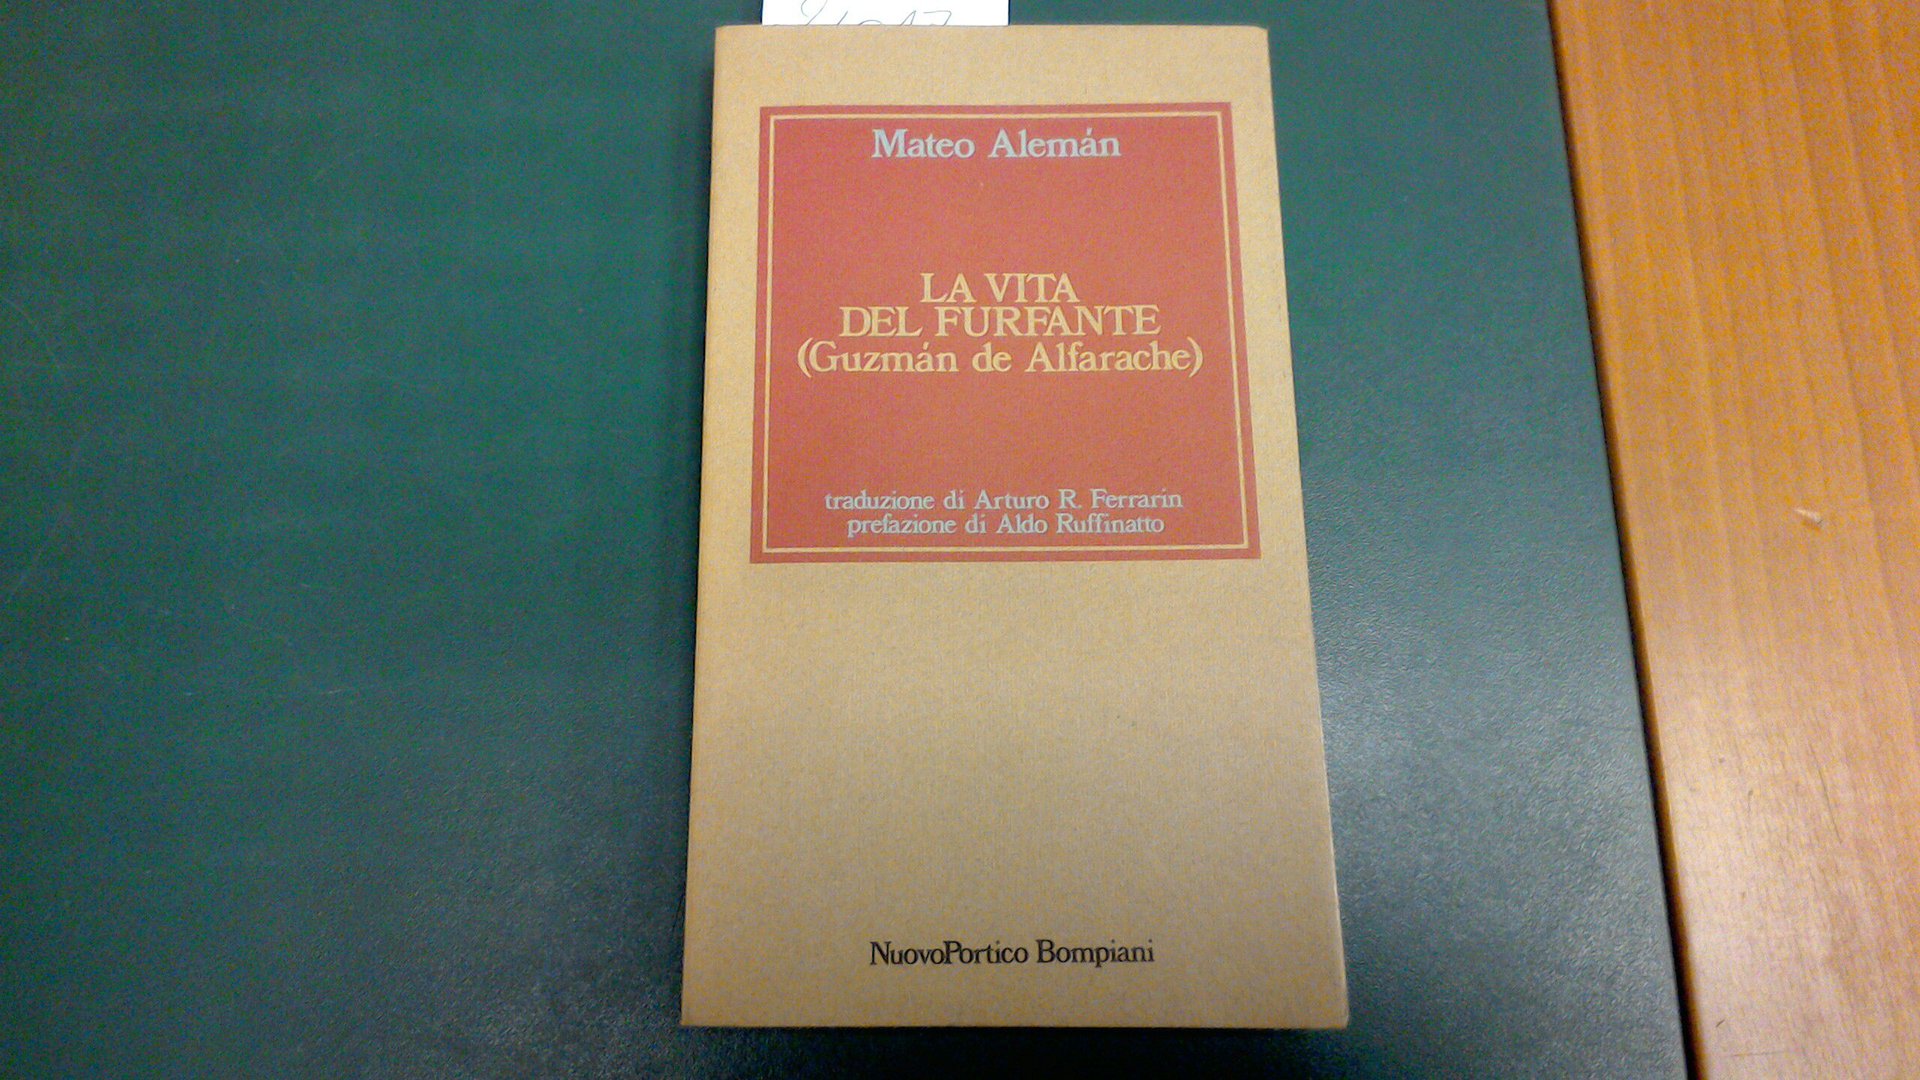 Mateo Alemán
LA VITA
DEL FURFANTE
(Guzmán de Alfarache)
traduzione di Arturo R. Ferrarin
prefazione di Aldo Ruffinatto
NuovoPortico Bompiani